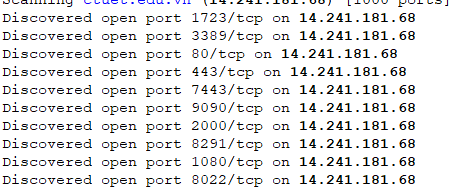 Scanning ctuet.edu.vn (14.241.181.68) [1000 ports]
Discovered open port 1723/tcp on 14.241.181.68
Discovered open port 3389/tcp on 14.241.181.68
Discovered open port 80/tcp on 14.241.181.68
Discovered open port 443/tcp on 14.241.181.68
Discovered open port 7443/tcp on 14.241.181.68
Discovered open port 9090/tcp on 14.241.181.68
Discovered open port 2000/tcp on 14.241.181.68
Discovered open port 8291/tcp on 14.241.181.68
Discovered open port 1080/tcp on 14.241.181.68
Discovered open port 8022/tcp on 14.241.181.68